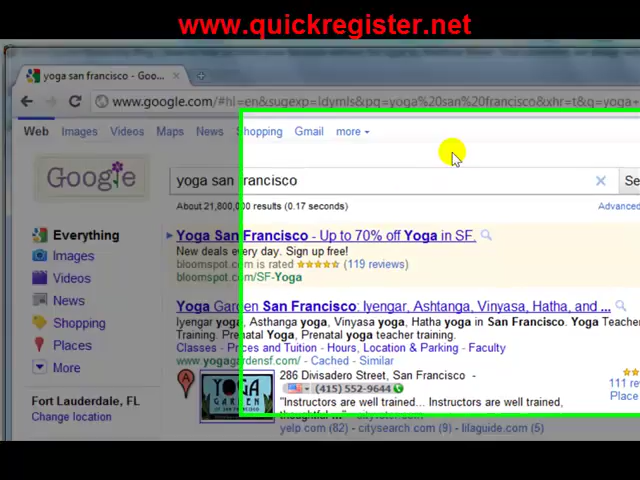 www.quickregister.net
yoga san francisco - Goo...
www.google.com/#hl=en&sugexp=ldymls&pq=yoga%20san%20francisco&xhr=t&q=yoga+
Web Images Videos Maps News Shopping Gmail more
Google
yoga san francisco
Se
About 21,800,000 results (0.17 seconds)
Advanced
Everything
Images
Videos
News
Shopping
Places
More
Fort Lauderdale, FL
Change location
Yoga San Francisco - Up to 70% off Yoga in SF.
New deals every day. Sign up free!
bloomspot.com is rated (119 reviews)
bloomspot.com/SF-Yoga
Yoga Garden San Francisco: Iyengar, Ashtanga, Vinyasa, Hatha, and ...
Iyengar yoga, Asthanga yoga, Vinyasa yoga, Hatha yoga in San Francisco. Yoga Teacher
Training. Prenatal Yoga, Prenatal yoga teacher training.
Classes - Prices and Tuition - Hours, Location & Parking - Faculty
www.yogagardensf.com/ - Cached - Similar
A
YOGA
GARDEN
OF SAN FRANCISCO
286 Divisadero Street, San Francisco -
(415) 552-9644
"Instructors are well trained... Instructors are well trained,
yelp.com (82) - citysearch.com (9) - lilaguide.com (5)
111 re
Place